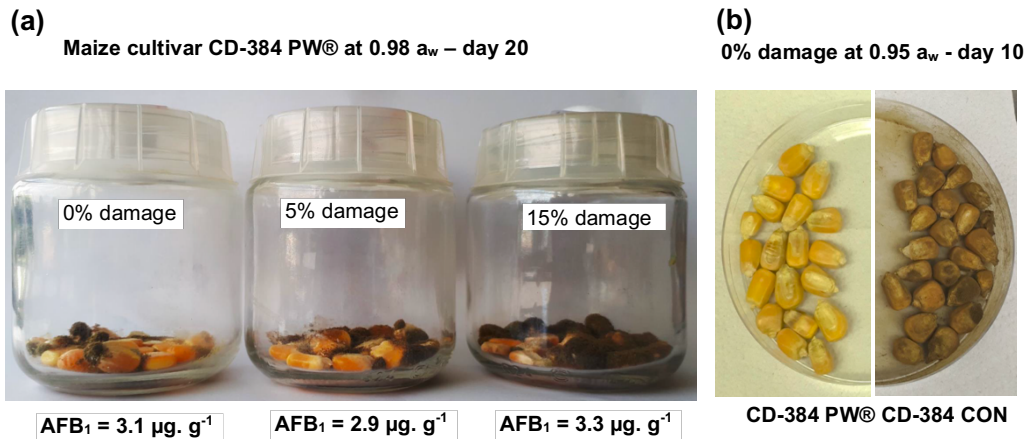 (a)
Maize cultivar CD-384 PW® at 0.98 aw – day 20
0% damage
5% damage
15% damage
AFB₁ = 3.1 µg. g⁻¹
AFB₁ = 2.9 µg. g⁻¹
AFB₁ = 3.3 µg. g⁻¹
(b)
0% damage at 0.95 aw - day 10
CD-384 PW® CD-384 CON